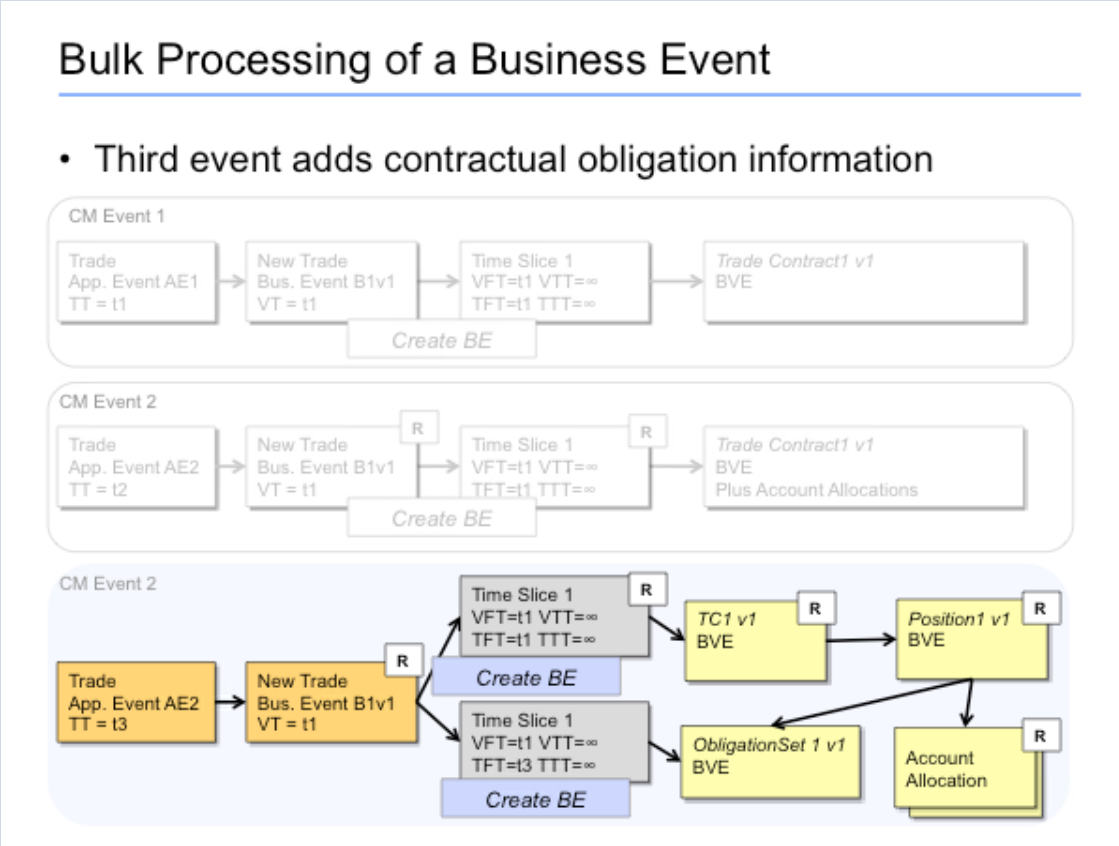 Bulk Processing of a Business Event
• Third event adds contractual obligation information
CM Event 1
Trade
App. Event AE1
TT = t1
New Trade
Bus. Event B1v1
VT = t1
Time Slice 1
VFT=t1 VTT=∞
TFT=t1 TTT=∞
Create BE
Trade Contract1 v1
BVE
CM Event 2
Trade
App. Event AE2
TT = t2
New Trade
Bus. Event B1v1
VT = t1
R
Time Slice 1
VFT=t1 VTT=∞
TFT=t1 TTT=∞
R
Create BE
Trade Contract1 v1
BVE
Plus Account Allocations
CM Event 2
Trade
App. Event AE2
TT = t3
New Trade
Bus. Event B1v1
VT = t1
R
Time Slice 1
VFT=t1 VTT=∞
TFT=t1 TTT=∞
R
Create BE
TC1 v1
BVE
R
Position1 v1
BVE
R
Time Slice 1
VFT=t1 VTT=∞
TFT=t3 TTT=∞
Create BE
ObligationSet 1 v1
BVE
Account
Allocation
R